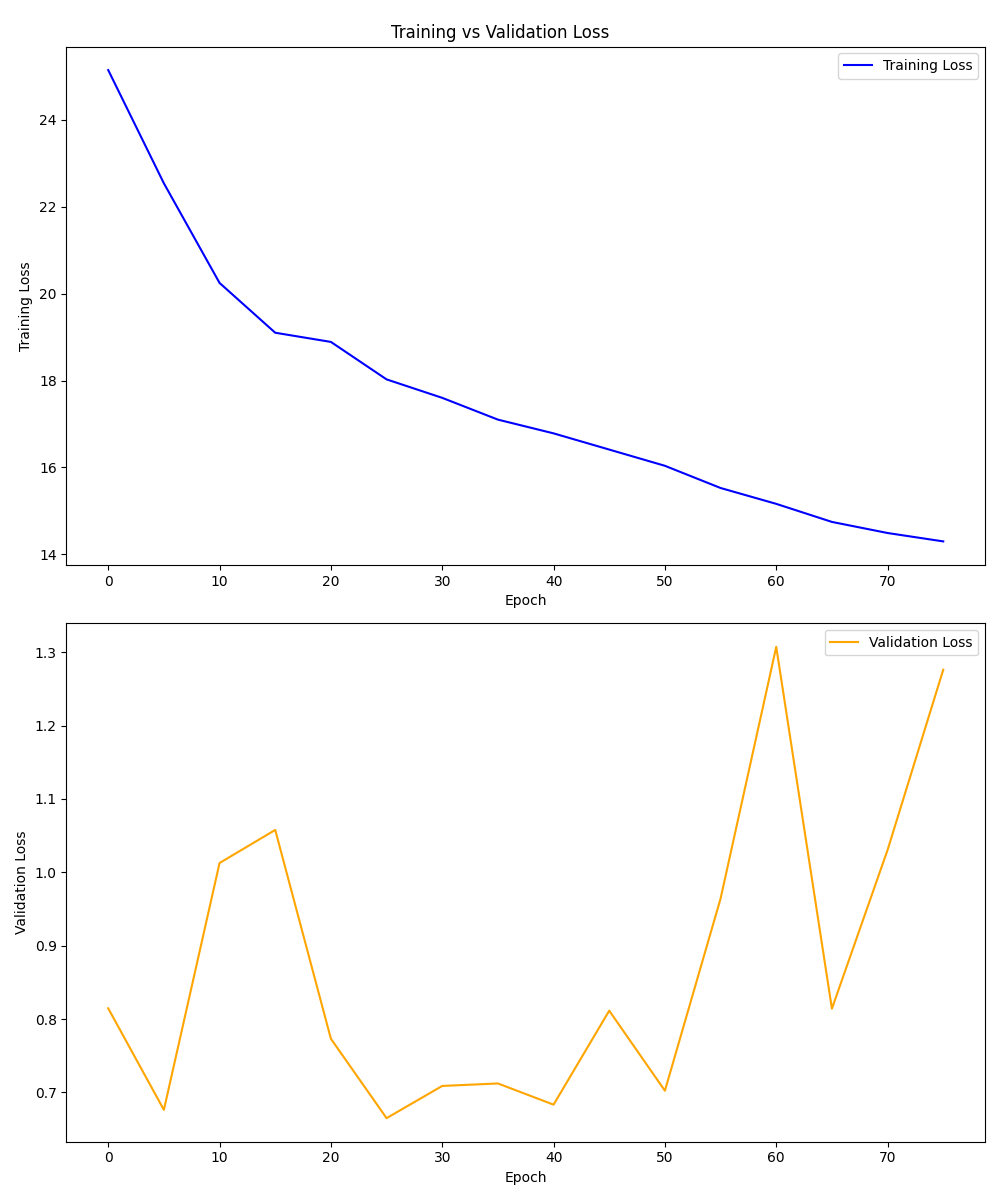 Training vs Validation Loss
Training Loss
24
22
20
18
16
14
Training Loss
0 10 20 30 40 50 60 70
Epoch
Validation Loss
1.3
1.2
1.1
1.0
0.9
0.8
0.7
Validation Loss
0 10 20 30 40 50 60 70
Epoch